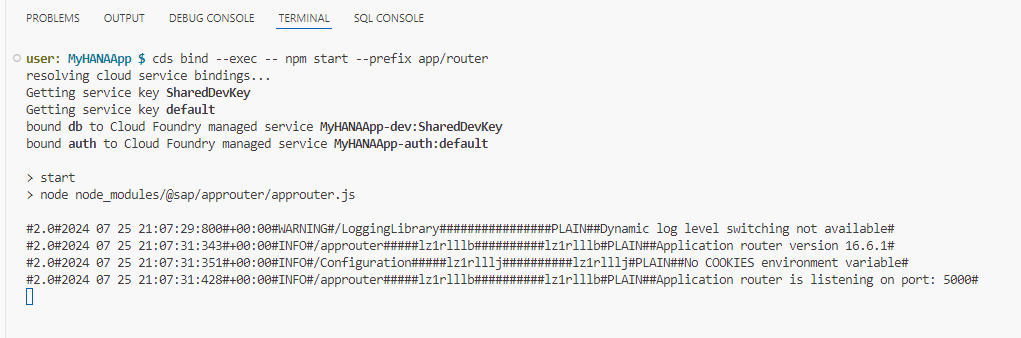 PROBLEMS OUTPUT DEBUG CONSOLE TERMINAL SQL CONSOLE
user: MyHANAApp $ cds bind --exec -- npm start --prefix app/router
resolving cloud service bindings...
Getting service key SharedDevKey
Getting service key default
bound db to Cloud Foundry managed service MyHANAApp-dev:SharedDevKey
bound auth to Cloud Foundry managed service MyHANAApp-auth:default
> start
> node node_modules/@sap/approuter/approuter.js
#2.0#2024 07 25 21:07:29:800#+00:00#WARNING#/LoggingLibrary################PLAIN##Dynamic log level switching not available#
#2.0#2024 07 25 21:07:31:343#+00:00#INFO#/approuter#####lz1rlllb##########lz1rlllb#PLAIN##Application router version 16.6.1#
#2.0#2024 07 25 21:07:31:351#+00:00#INFO#/Configuration#####lz1rlllj##########lz1rlllj#PLAIN##No COOKIES environment variable#
#2.0#2024 07 25 21:07:31:428#+00:00#INFO#/approuter#####lz1rlllb##########lz1rlllb#PLAIN##Application router is listening on port: 5000#